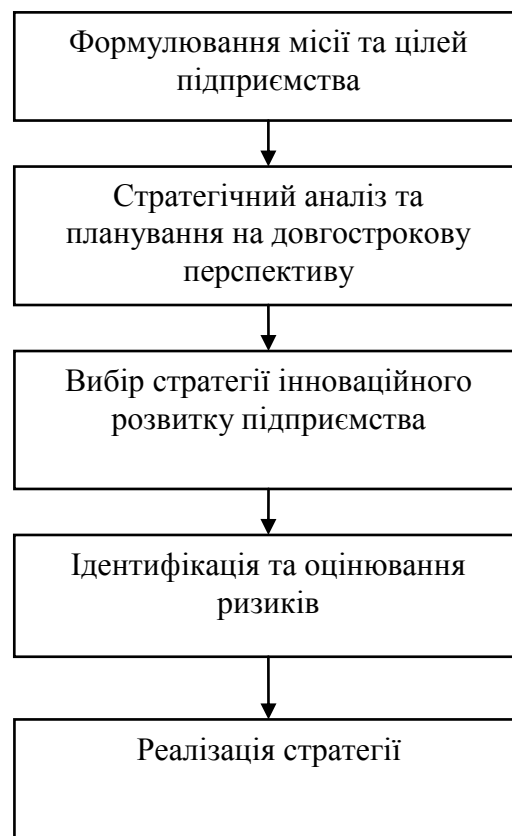 Формулювання місії та цілей
підприємства
Стратегічний аналіз та
планування на довгострокову
перспективу
Вибір стратегії інноваційного
розвитку підприємства
Ідентифікація та оцінювання
ризиків
Реалізація стратегії